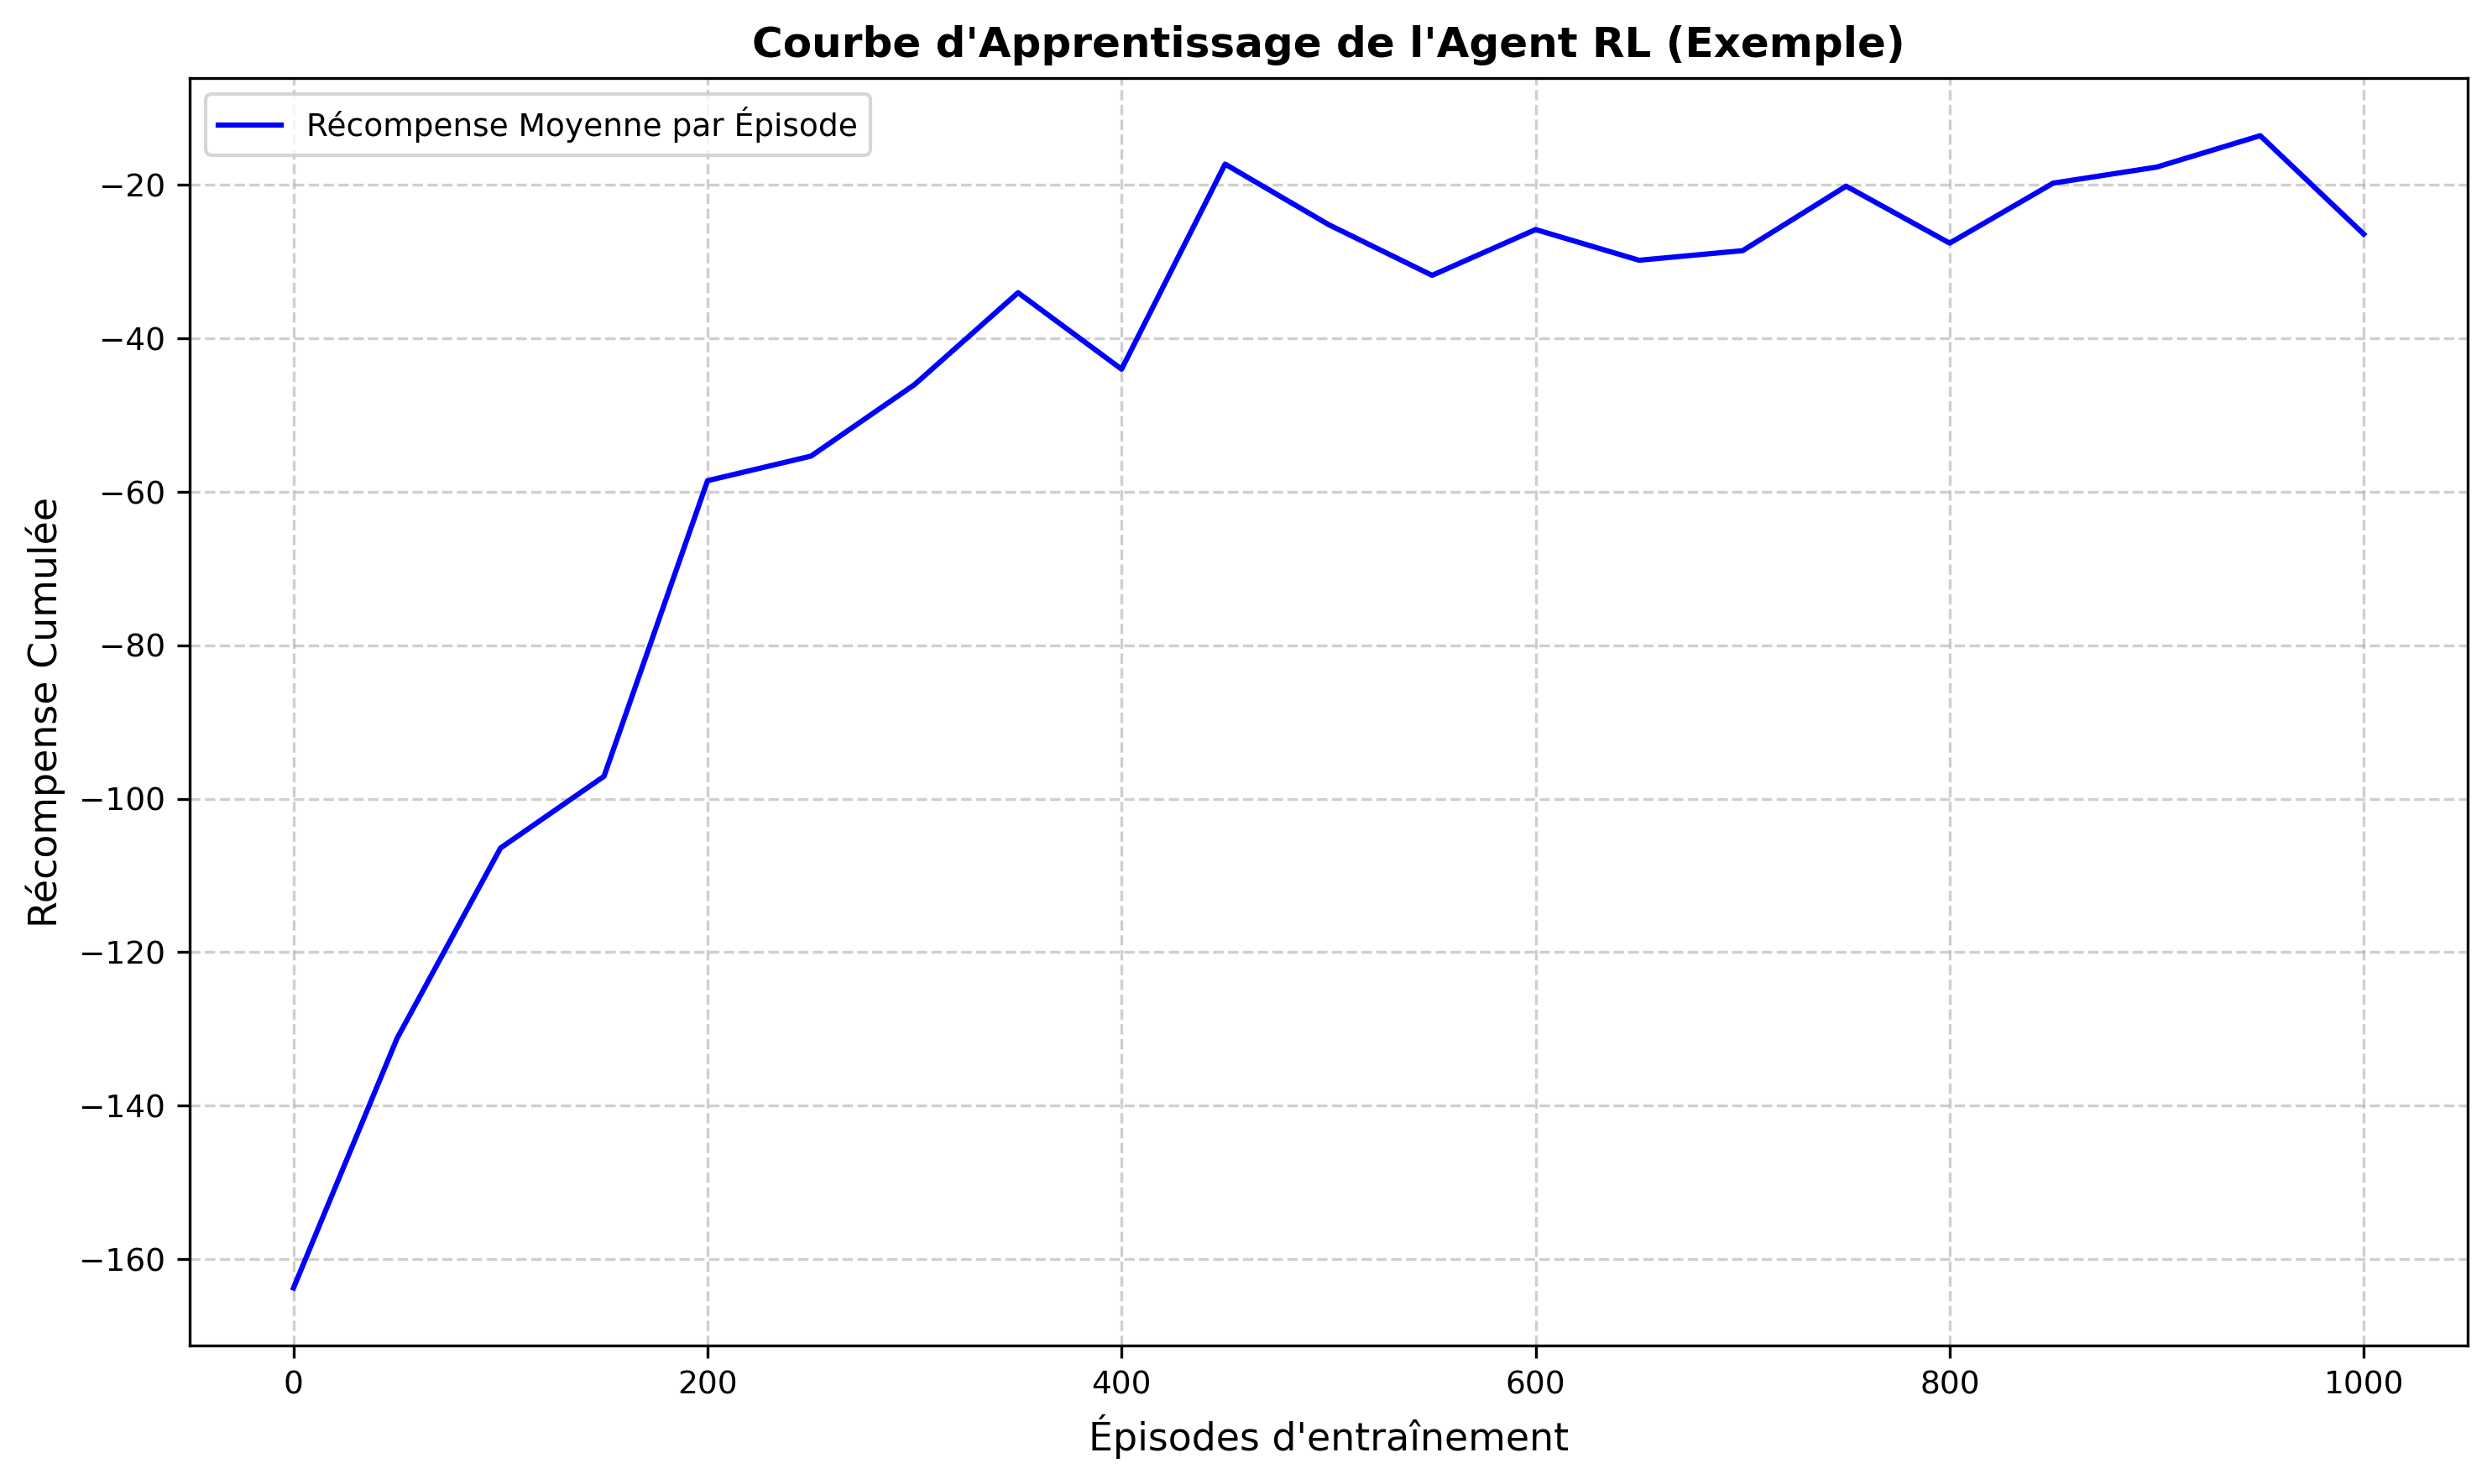 Courbe d'Apprentissage de l'Agent RL (Exemple)
Récompense Moyenne par Épisode
−20
−40
−60
−80
−100
−120
−140
−160
Récompense Cumulée
0 200 400 600 800 1000
Épisodes d'entraînement